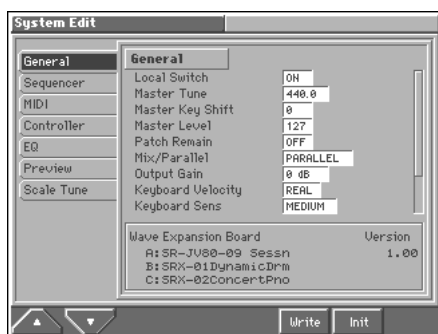 System Edit
General
Sequencer
MIDI
Controller
EQ
Preview
Scale Tune
General
Local Switch ON
Master Tune 440.0
Master Key Shift 0
Master Level 127
Patch Remain OFF
Mix/Parallel PARALLEL
Output Gain 0 dB
Keyboard Velocity REAL
Keyboard Sens MEDIUM
Wave Expansion Board Version
A:SR-JV80-09 Sessn 1.00
B:SRX-01DynamicDrm
C:SRX-02ConcertPno
Write Init